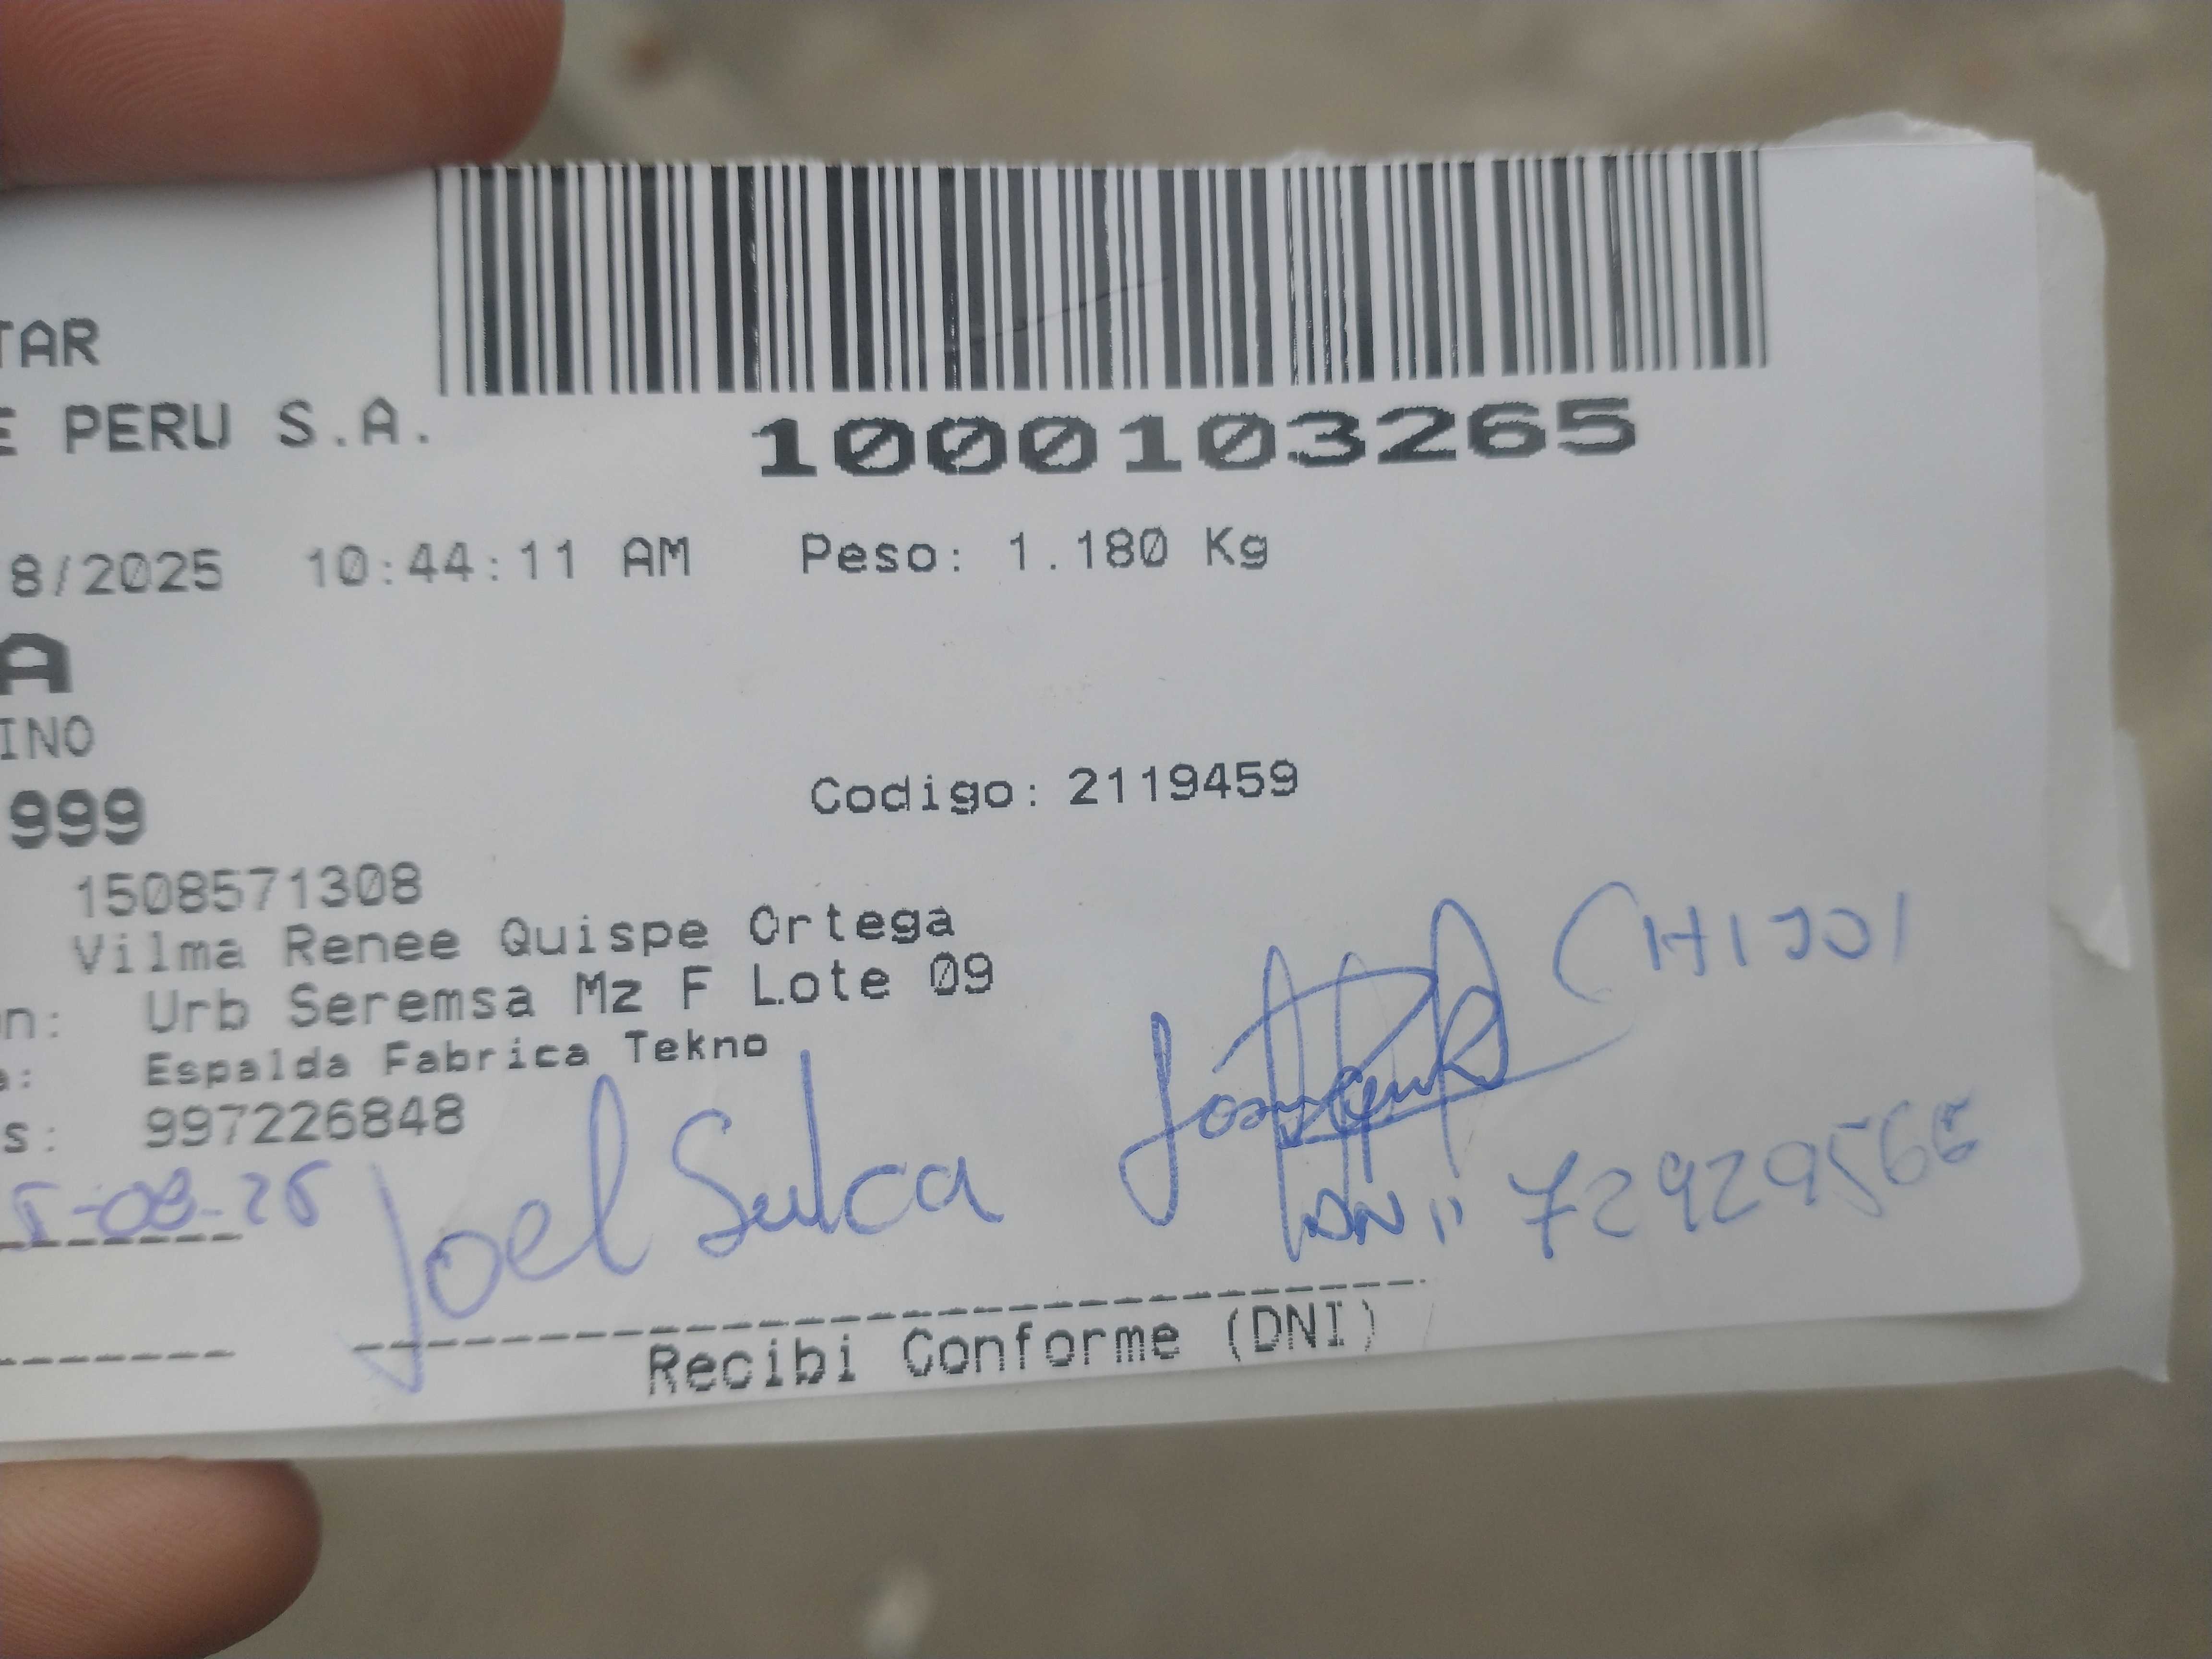 TAR
E PERU S.A.
1000103265
8/2025 10:44:11 AM Peso: 1.180 Kg
A
INO
999
Codigo: 2119459
1508571308
Vilma Renee Quispe Ortega
n: Urb Seremsa Mz F Lote 09
a: Espalda Fabrica Tekno
s: 997226848
5-08-25
Joel Sulca
DNI: 72929566
Recibi Conforme (DNI)